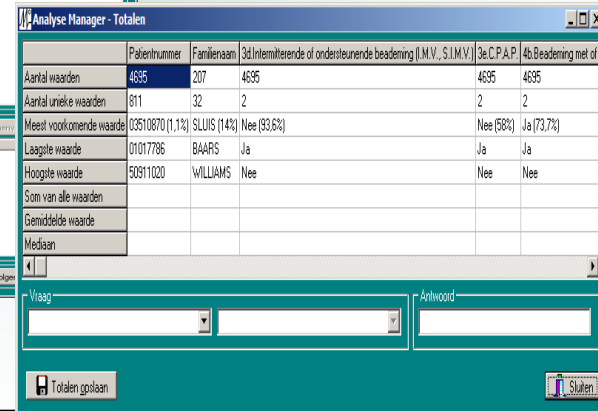 Analyse Manager - Totalen
Patientnummer Familienaam 3d.Intermitterende of ondersteunende beademing (I.M.V., S.I.M.V.) 3e.C.P.A.P. 4b.Beademing met of
Aantal waarden 4695 207 4695 4695 4695
Aantal unieke waarden 811 32 2 2 2
Meest voorkomende waarde 03510870 (1,1%) SLUIS (14%) Nee (93,6%) Nee (58%) Ja (73,7%)
Laagste waarde 01017786 BAARS Ja Ja Ja
Hoogste waarde 50911020 WILLIAMS Nee Nee Nee
Som van alle waarden
Gemiddelde waarde
Mediaan
Vraag Antwoord
Totalen opslaan Sluiten